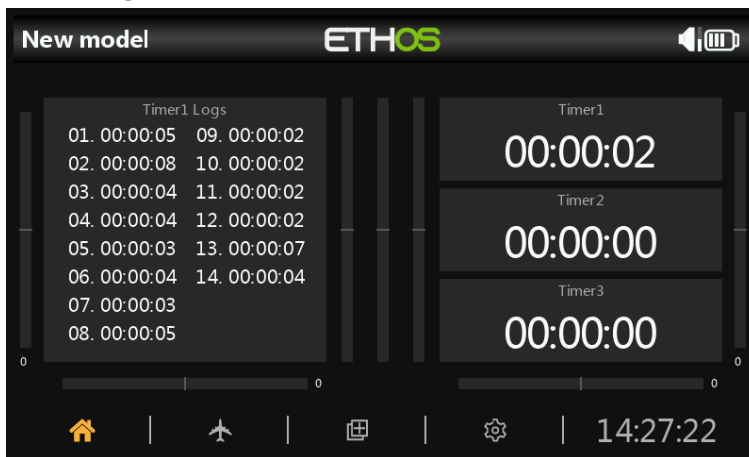 New model
ETHOS
Timer1 Logs
01. 00:00:05 09. 00:00:02
02. 00:00:08 10. 00:00:02
03. 00:00:04 11. 00:00:02
04. 00:00:04 12. 00:00:02
05. 00:00:03 13. 00:00:07
06. 00:00:04 14. 00:00:04
07. 00:00:03
08. 00:00:05
Timer1
00:00:02
Timer2
00:00:00
Timer3
00:00:00
0
0
0
0
14:27:22